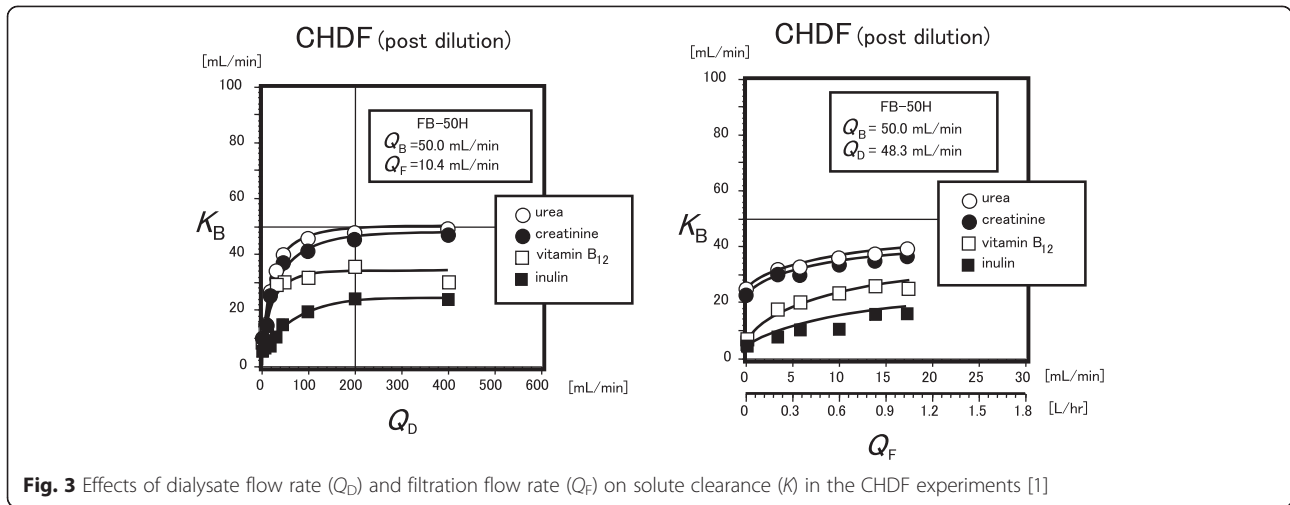 CHDF (post dilution)
[mL/min]
100
80
60
40
20
0
K_B
FB-50H
Q_B=50.0 mL/min
Q_F=10.4 mL/min
urea
creatinine
vitamin B_12
inulin
0 100 200 300 400 500 600 [mL/min]
Q_D
CHDF (post dilution)
[mL/min]
100
80
60
40
20
0
K_B
FB-50H
Q_B= 50.0 mL/min
Q_D= 48.3 mL/min
urea
creatinine
vitamin B_12
inulin
0 5 10 15 20 15 30 [mL/min]
0 0.3 0.6 0.9 1.2 1.5 1.8 [L/hr]
Q_F
Fig. 3 Effects of dialysate flow rate (Q_D) and filtration flow rate (Q_F) on solute clearance (K) in the CHDF experiments [1]